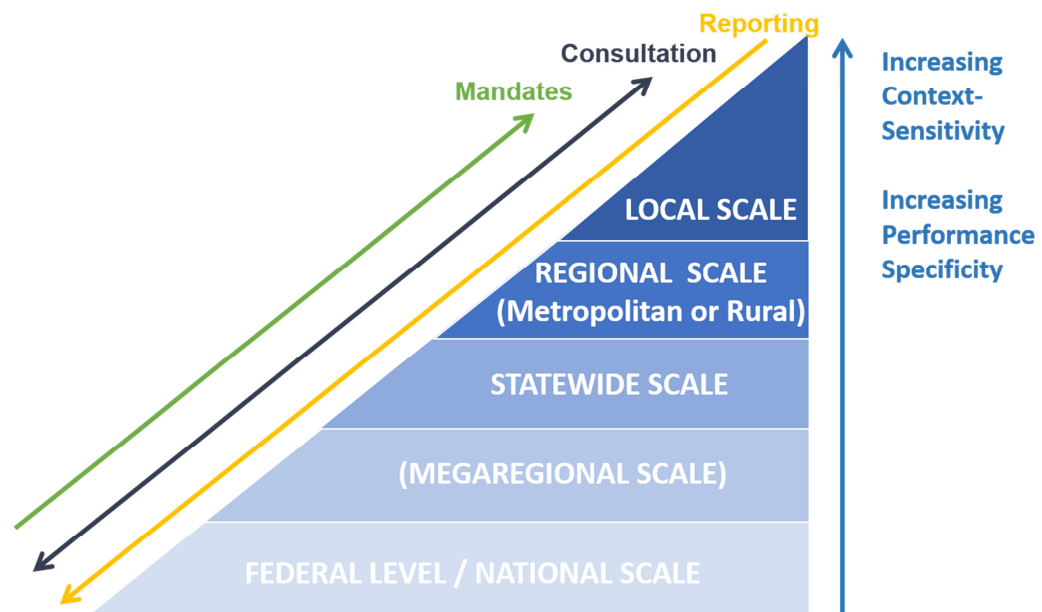 Reporting
Consultation
Mandates
Increasing
Context-
Sensitivity
Increasing
Performance
Specificity
LOCAL SCALE
REGIONAL SCALE
(Metropolitan or Rural)
STATEWIDE SCALE
(MEGAREGIONAL SCALE)
FEDERAL LEVEL / NATIONAL SCALE